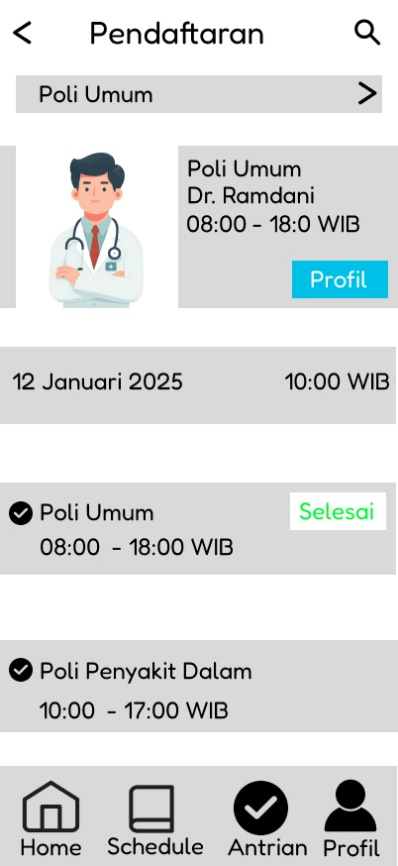 Pendaftaran
Poli Umum
Poli Umum
Dr. Ramdani
08:00 - 18:0 WIB
Profil
12 Januari 2025 10:00 WIB
Poli Umum Selesai
08:00 - 18:00 WIB
Poli Penyakit Dalam
10:00 - 17:00 WIB
Home Schedule Antrian Profil